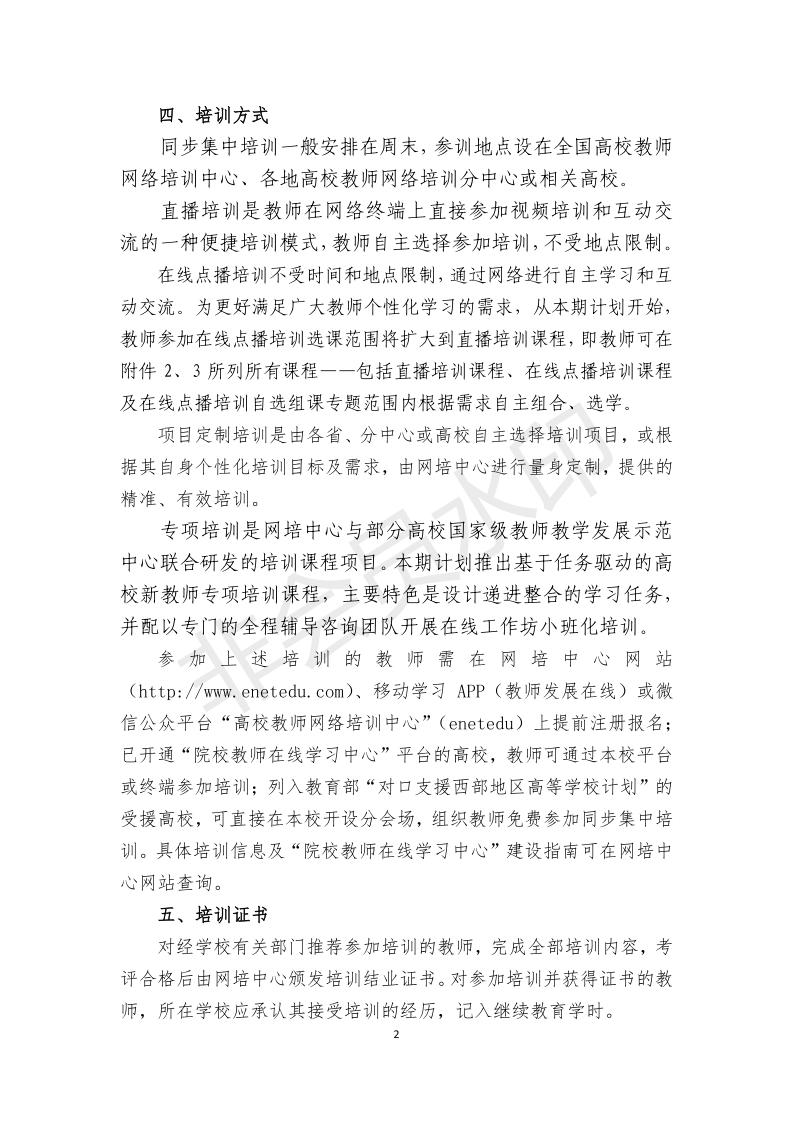 四、培训方式
同步集中培训一般安排在周末，参训地点设在全国高校教师
网络培训中心、各地高校教师网络培训分中心或相关高校。
直播培训是教师在网络终端上直接参加视频培训和互动交
流的一种便捷培训模式，教师自主选择参加培训，不受地点限制。
在线点播培训不受时间和地点限制，通过网络进行自主学习和互
动交流。为更好满足广大教师个性化学习的需求，从本期计划开始，
教师参加在线点播培训选课范围将扩大到直播培训课程，即教师可在
附件 2、3 所列所有课程——包括直播培训课程、在线点播培训课程
及在线点播培训自选组课专题范围内根据需求自主组合、选学。
项目定制培训是由各省、分中心或高校自主选择培训项目，或根
据其自身个性化培训目标及需求，由网培中心进行量身定制，提供的
精准、有效培训。
专项培训是网培中心与部分高校国家级教师教学发展示范
中心联合研发的培训课程项目。本期计划推出基于任务驱动的高
校新教师专项培训课程，主要特色是设计递进整合的学习任务，
并配以专门的全程辅导咨询团队开展在线工作坊小班化培训。
参加上述培训的教师需在网培中心网站
（http://www.enetedu.com）、移动学习 APP（教师发展在线）或微
信公众平台“高校教师网络培训中心”（enetedu）上提前注册报名；
已开通“院校教师在线学习中心”平台的高校，教师可通过本校平台
或终端参加培训；列入教育部“对口支援西部地区高等学校计划”的
受援高校，可直接在本校开设分会场，组织教师免费参加同步集中培
训。具体培训信息及“院校教师在线学习中心”建设指南可在网培中
心网站查询。
五、培训证书
对经学校有关部门推荐参加培训的教师，完成全部培训内容，考
评合格后由网培中心颁发培训结业证书。对参加培训并获得证书的教
师，所在学校应承认其接受培训的经历，记入继续教育学时。
2
非会员水印